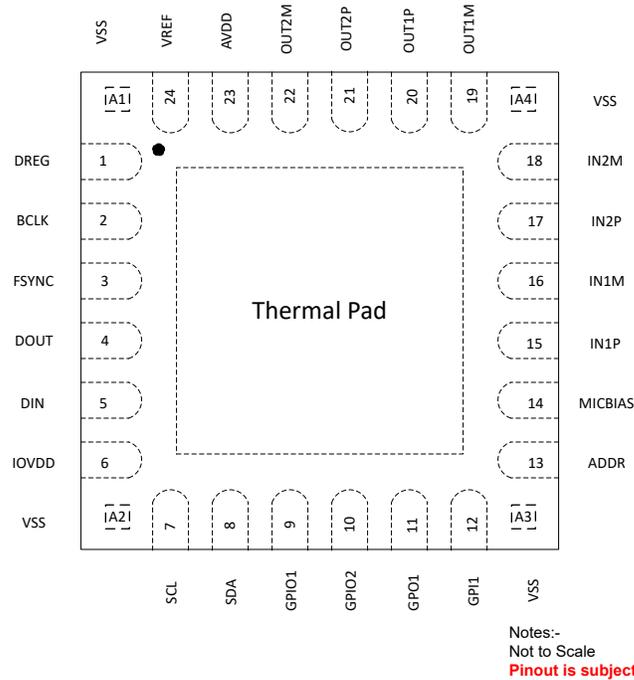 VSS
VREF
AVDD
OUT2M
OUT2P
OUT1P
OUT1M
A1
24
23
22
21
20
19
A4
VSS
DREG
1
18
IN2M
BCLK
2
17
IN2P
FSYNC
3
16
IN1M
Thermal Pad
DOUT
4
15
IN1P
DIN
5
14
MICBIAS
IOVDD
6
13
ADDR
VSS
A2
7
8
9
10
11
12
A3
SCL
SDA
GPIO1
GPIO2
GPO1
GPI1
VSS
Notes:-
Not to Scale
Pinout is subject